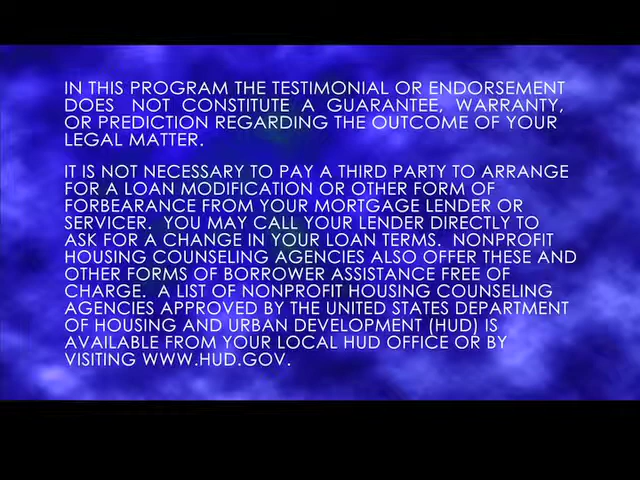 IN THIS PROGRAM THE TESTIMONIAL OR ENDORSEMENT
DOES NOT CONSTITUTE A GUARANTEE, WARRANTY,
OR PREDICTION REGARDING THE OUTCOME OF YOUR
LEGAL MATTER.
IT IS NOT NECESSARY TO PAY A THIRD PARTY TO ARRANGE
FOR A LOAN MODIFICATION OR OTHER FORM OF
FORBEARANCE FROM YOUR MORTGAGE LENDER OR
SERVICER. YOU MAY CALL YOUR LENDER DIRECTLY TO
ASK FOR A CHANGE IN YOUR LOAN TERMS. NONPROFIT
HOUSING COUNSELING AGENCIES ALSO OFFER THESE AND
OTHER FORMS OF BORROWER ASSISTANCE FREE OF
CHARGE. A LIST OF NONPROFIT HOUSING COUNSELING
AGENCIES APPROVED BY THE UNITED STATES DEPARTMENT
OF HOUSING AND URBAN DEVELOPMENT (HUD) IS
AVAILABLE FROM YOUR LOCAL HUD OFFICE OR BY
VISITING WWW.HUD.GOV.